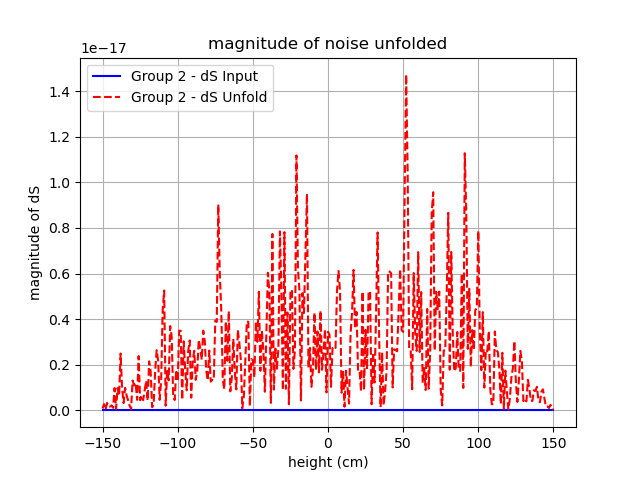 magnitude of noise unfolded
1e−17
Group 2 - dS Input
Group 2 - dS Unfold
1.4
1.2
1.0
0.8
0.6
0.4
0.2
0.0
magnitude of dS
−150 −100 −50 0 50 100 150
height (cm)